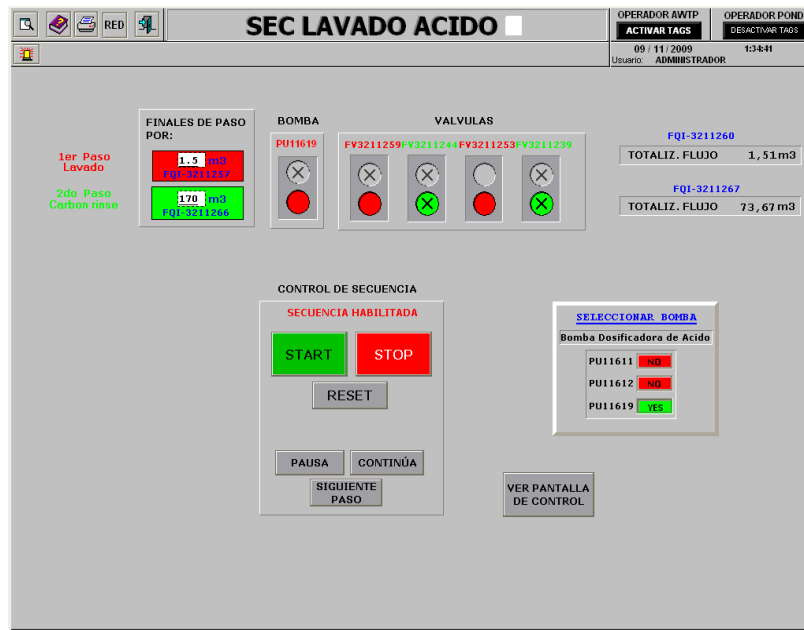 RED
SEC LAVADO ACIDO
OPERADOR AWTP
OPERADOR POND
ACTIVAR TAGS
DESACTIVAR TAGS
09 / 11 / 2009
1:34:41
Usuario: ADMINISTRADOR
FINALES DE PASO
POR:
BOMBA
VALVULAS
PU11619
FV3211259
FV3211244
FV3211253
FV3211239
1er Paso
Lavado
1.5 m3
FQI-3211257
2do Paso
Carbon rinse
170 m3
FQI-3211266
FQI-3211260
TOTALIZ. FLUJO 1,51 m3
FQI-3211267
TOTALIZ. FLUJO 73,67 m3
CONTROL DE SECUENCIA
SECUENCIA HABILITADA
START
STOP
RESET
PAUSA
CONTINÚA
SIGUIENTE
PASO
SELECCIONAR BOMBA
Bomba Dosificadora de Acido
PU11611 NO
PU11612 NO
PU11619 YES
VER PANTALLA
DE CONTROL